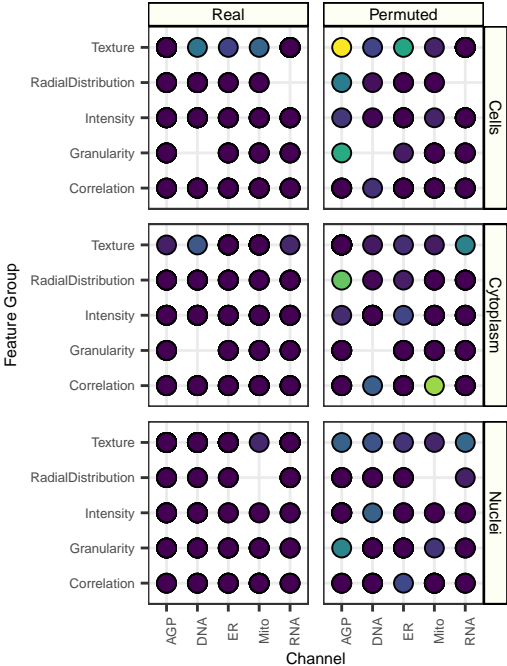 Real
Permuted
Feature Group
Texture
RadialDistribution
Intensity
Granularity
Correlation
Cells
Texture
RadialDistribution
Intensity
Granularity
Correlation
Cytoplasm
Texture
RadialDistribution
Intensity
Granularity
Correlation
Nuclei
AGP
DNA
ER
Mito
RNA
AGP
DNA
ER
Mito
RNA
Channel